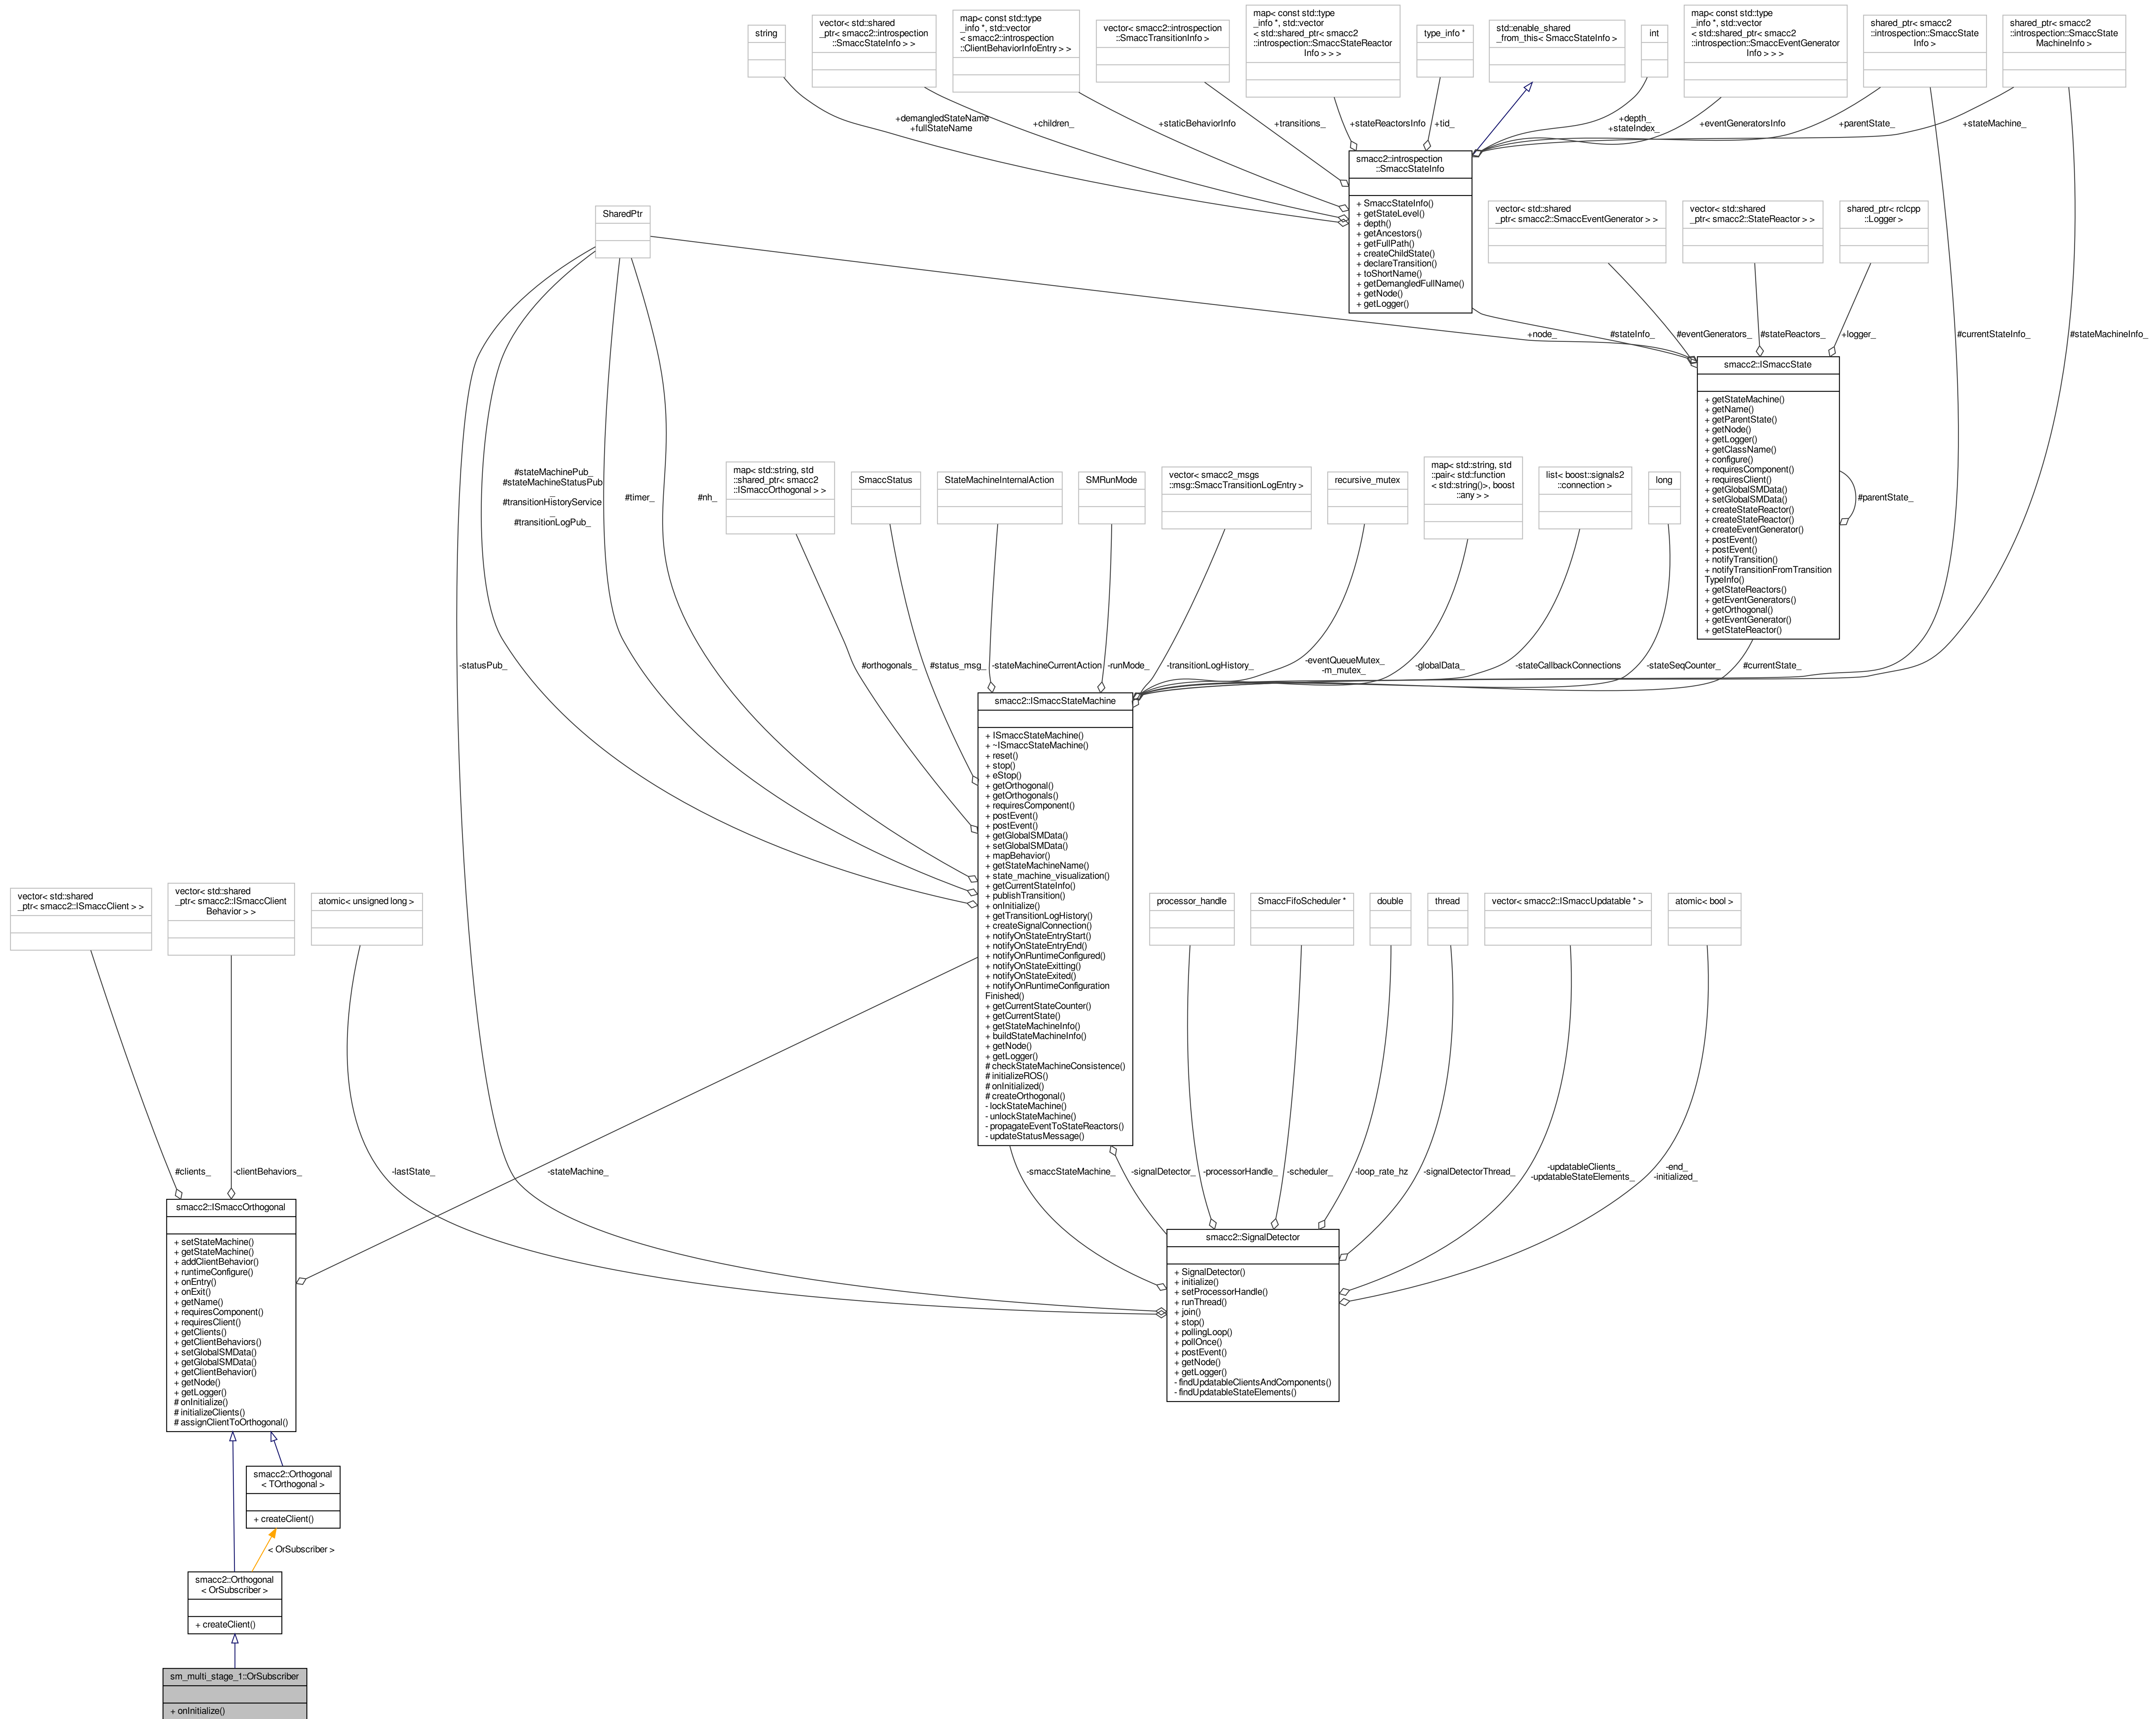 string
vector< std::shared
_ptr< smacc2::introspection
::SmaccStateInfo > >
map< const std::type
_info *, std::vector
< smacc2::introspection
::ClientBehaviorInfoEntry > >
vector< smacc2::introspection
::SmaccTransitionInfo >
map< const std::type
_info *, std::vector
< std::shared_ptr< smacc2
::introspection::SmaccStateReactor
Info > > >
type_info *
std::enable_shared
_from_this< SmaccStateInfo >
int
map< const std::type
_info *, std::vector
< std::shared_ptr< smacc2
::introspection::SmaccEventGenerator
Info > > >
shared_ptr< smacc2
::introspection::SmaccState
Info >
shared_ptr< smacc2
::introspection::SmaccState
MachineInfo >
+demangledStateName
+fullStateName
+children_
+staticBehaviorInfo
+transitions_
+stateReactorsInfo
+tid_
+depth_
+stateIndex_
+eventGeneratorsInfo
+parentState_
+stateMachine_
smacc2::introspection
::SmaccStateInfo
+ SmaccStateInfo()
+ getStateLevel()
+ depth()
+ getAncestors()
+ getFullPath()
+ createChildState()
+ declareTransition()
+ toShortName()
+ getDemangledFullName()
+ getNode()
+ getLogger()
SharedPtr
vector< std::shared
_ptr< smacc2::SmaccEventGenerator > >
vector< std::shared
_ptr< smacc2::StateReactor > >
shared_ptr< rclcpp
::Logger >
+node_
#stateInfo_
#eventGenerators_
#stateReactors_
+logger_
#currentStateInfo_
#stateMachineInfo_
smacc2::ISmaccState
+ getStateMachine()
+ getName()
+ getParentState()
+ getNode()
+ getLogger()
+ getClassName()
+ configure()
+ requiresComponent()
+ requiresClient()
+ getGlobalSMData()
+ setGlobalSMData()
+ createStateReactor()
+ createStateReactor()
+ createEventGenerator()
+ postEvent()
+ postEvent()
+ notifyTransition()
+ notifyTransitionFromTransition
TypeInfo()
+ getStateReactors()
+ getEventGenerators()
+ getOrthogonal()
+ getEventGenerator()
+ getStateReactor()
#parentState_
#stateMachinePub_
#stateMachineStatusPub
_
#transitionHistoryService
_
#transitionLogPub_
#timer_
#nh_
map< std::string, std
::shared_ptr< smacc2
::ISmaccOrthogonal > >
SmaccStatus
StateMachineInternalAction
SMRunMode
vector< smacc2_msgs
::msg::SmaccTransitionLogEntry >
recursive_mutex
map< std::string, std
::pair< std::function
< std::string()>, boost
::any > >
list< boost::signals2
::connection >
long
-statusPub_
#orthogonals_
#status_msg_
-stateMachineCurrentAction
-runMode_
-transitionLogHistory_
-eventQueueMutex_
-m_mutex_
-globalData_
-stateCallbackConnections
-stateSeqCounter_
#currentState_
smacc2::ISmaccStateMachine
+ ISmaccStateMachine()
+ ~ISmaccStateMachine()
+ reset()
+ stop()
+ eStop()
+ getOrthogonal()
+ getOrthogonals()
+ requiresComponent()
+ postEvent()
+ postEvent()
+ getGlobalSMData()
+ setGlobalSMData()
+ mapBehavior()
+ getStateMachineName()
+ state_machine_visualization()
+ getCurrentStateInfo()
+ publishTransition()
+ onInitialize()
+ getTransitionLogHistory()
+ createSignalConnection()
+ notifyOnStateEntryStart()
+ notifyOnStateEntryEnd()
+ notifyOnRuntimeConfigured()
+ notifyOnStateExitting()
+ notifyOnStateExited()
+ notifyOnRuntimeConfiguration
Finished()
+ getCurrentStateCounter()
+ getCurrentState()
+ getStateMachineInfo()
+ buildStateMachineInfo()
+ getNode()
+ getLogger()
# checkStateMachineConsistence()
# initializeROS()
# onInitialized()
# createOrthogonal()
- lockStateMachine()
- unlockStateMachine()
- propagateEventToStateReactors()
- updateStatusMessage()
vector< std::shared
_ptr< smacc2::ISmaccClient > >
vector< std::shared
_ptr< smacc2::ISmaccClient
Behavior > >
atomic< unsigned long >
processor_handle
SmaccFifoScheduler *
double
thread
vector< smacc2::ISmaccUpdatable * >
atomic< bool >
#clients_
-clientBehaviors_
-lastState_
-stateMachine_
-smaccStateMachine_
-signalDetector_
-processorHandle_
-scheduler_
-loop_rate_hz
-signalDetectorThread_
-updatableClients_
-updatableStateElements_
-end_
-initialized_
smacc2::ISmaccOrthogonal
+ setStateMachine()
+ getStateMachine()
+ addClientBehavior()
+ runtimeConfigure()
+ onEntry()
+ onExit()
+ getName()
+ requiresComponent()
+ requiresClient()
+ getClients()
+ getClientBehaviors()
+ setGlobalSMData()
+ getGlobalSMData()
+ getClientBehavior()
+ getNode()
+ getLogger()
# onInitialize()
# initializeClients()
# assignClientToOrthogonal()
smacc2::SignalDetector
+ SignalDetector()
+ initialize()
+ setProcessorHandle()
+ runThread()
+ join()
+ stop()
+ pollingLoop()
+ pollOnce()
+ postEvent()
+ getNode()
+ getLogger()
- findUpdatableClientsAndComponents()
- findUpdatableStateElements()
smacc2::Orthogonal
< TOrthogonal >
+ createClient()
< OrSubscriber >
smacc2::Orthogonal
< OrSubscriber >
+ createClient()
sm_multi_stage_1::OrSubscriber
+ onInitialize()